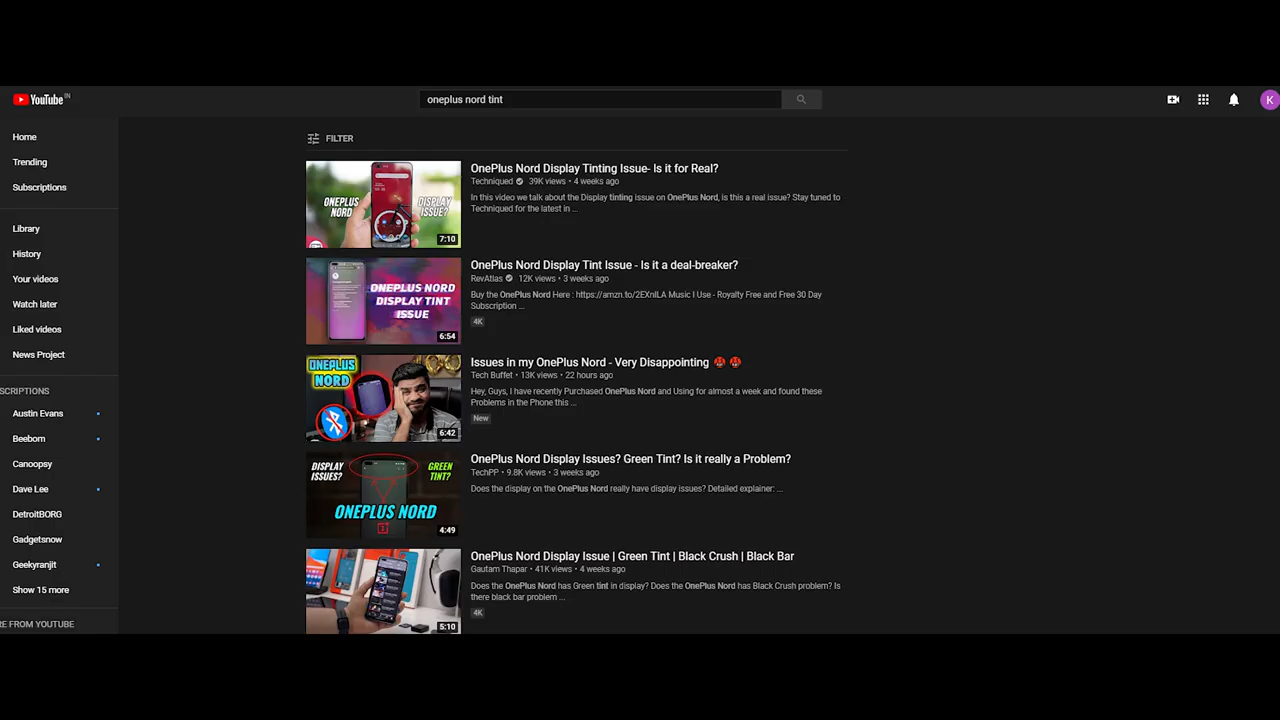 YouTube IN
oneplus nord tint
K
Home
Trending
Subscriptions
Library
History
Your videos
Watch later
Liked videos
News Project
SCRIPTIONS
Austin Evans
Beebom
Canoopsy
Dave Lee
DetroitBORG
Gadgetsnow
Geekyranjit
Show 15 more
RE FROM YOUTUBE
FILTER
ONEPLUS NORD
DISPLAY ISSUE?
7:10
OnePlus Nord Display Tinting Issue- Is it for Real?
Techniqued 39K views • 4 weeks ago
In this video we talk about the Display tinting issue on OnePlus Nord, is this a real issue? Stay tuned to
Techniqued for the latest in ...
ONEPLUS NORD
DISPLAY TINT
ISSUE
6:54
OnePlus Nord Display Tint Issue - Is it a deal-breaker?
RevAtlas 12K views • 3 weeks ago
Buy the OnePlus Nord Here : https://amzn.to/2EXnILA Music I Use - Royalty Free and Free 30 Day
Subscription ...
4K
ONEPLUS
NORD
6:42
Issues in my OnePlus Nord - Very Disappointing
Tech Buffet • 13K views • 22 hours ago
Hey, Guys, I have recently Purchased OnePlus Nord and Using for almost a week and found these
Problems in the Phone this ...
New
DISPLAY ISSUES?
GREEN TINT?
ONEPLUS NORD
4:49
OnePlus Nord Display Issues? Green Tint? Is it really a Problem?
TechPP • 9.8K views • 3 weeks ago
Does the display on the OnePlus Nord really have display issues? Detailed explainer: ...
5:10
OnePlus Nord Display Issue | Green Tint | Black Crush | Black Bar
Gautam Thapar • 41K views • 4 weeks ago
Does the OnePlus Nord has Green tint in display? Does the OnePlus Nord has Black Crush problem? Is
there black bar problem ...
4K